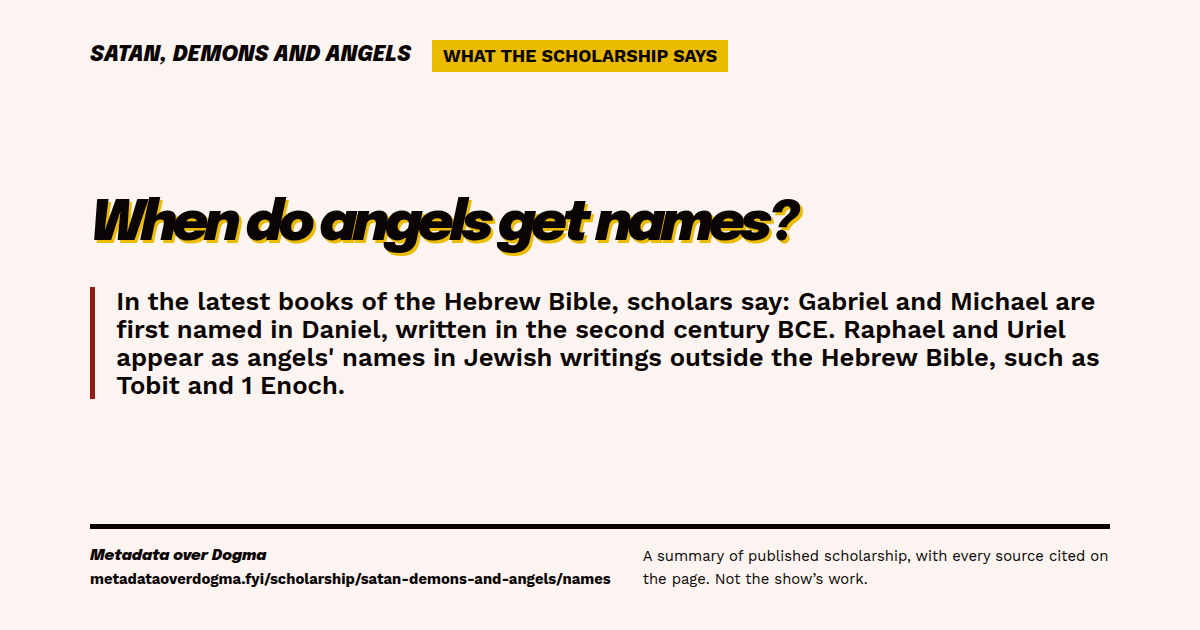 SATAN, DEMONS AND ANGELS
WHAT THE SCHOLARSHIP SAYS
When do angels get names?
In the latest books of the Hebrew Bible, scholars say: Gabriel and Michael are
first named in Daniel, written in the second century BCE. Raphael and Uriel
appear as angels' names in Jewish writings outside the Hebrew Bible, such as
Tobit and 1 Enoch.
Metadata over Dogma
metadataoverdogma.fyi/scholarship/satan-demons-and-angels/names
A summary of published scholarship, with every source cited on
the page. Not the show’s work.